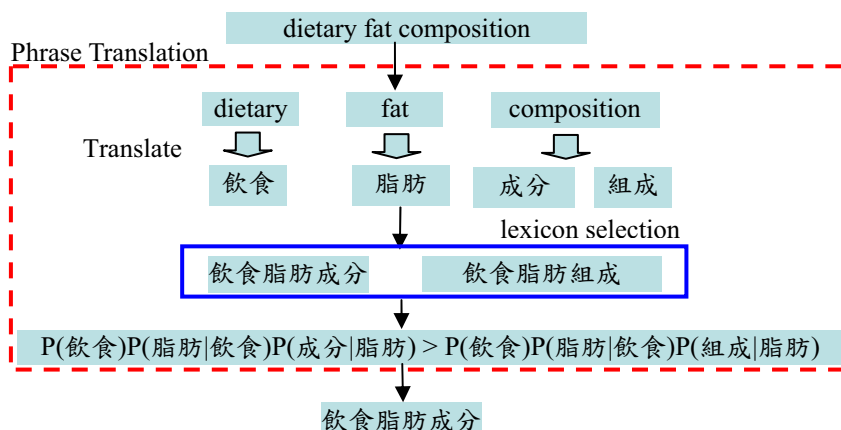 dietary fat composition
Phrase Translation
dietary fat composition
Translate
飲食 脂肪 成分 組成
lexicon selection
飲食脂肪成分 飲食脂肪組成
P(飲食)P(脂肪|飲食)P(成分|脂肪) > P(飲食)P(脂肪|飲食)P(組成|脂肪)
飲食脂肪成分